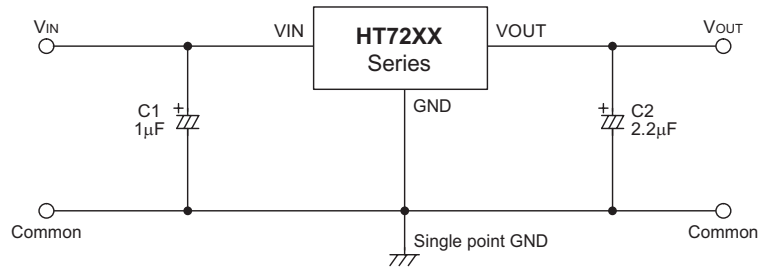 VIN
VIN
HT72XX
Series
VOUT
VOUT
GND
C1
1µF
+
+
C2
2.2µF
Common
Single point GND
Common